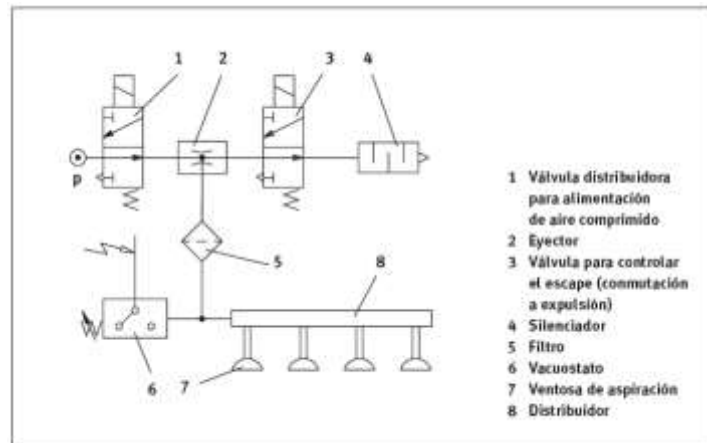 1
2
3
4
p
5
8
6
7
1 Válvula distribuidora
para alimentación
de aire comprimido
2 Eyector
3 Válvula para controlar
el escape (conmutación
a expulsión)
4 Silenciador
5 Filtro
6 Vacuostato
7 Ventosa de aspiración
8 Distribuidor